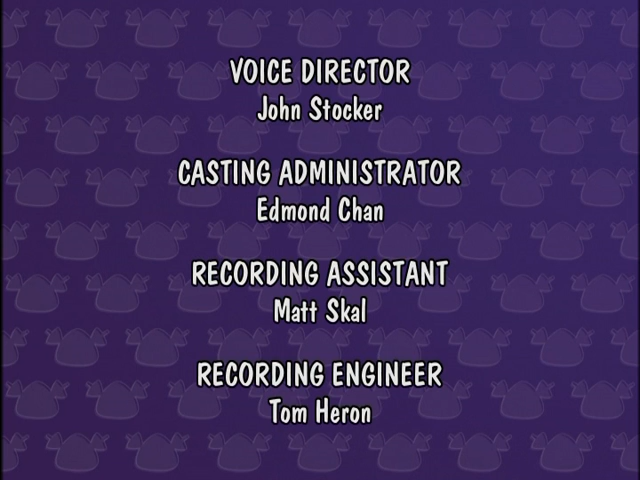 VOICE DIRECTOR
John Stocker
CASTING ADMINISTRATOR
Edmond Chan
RECORDING ASSISTANT
Matt Skal
RECORDING ENGINEER
Tom Heron